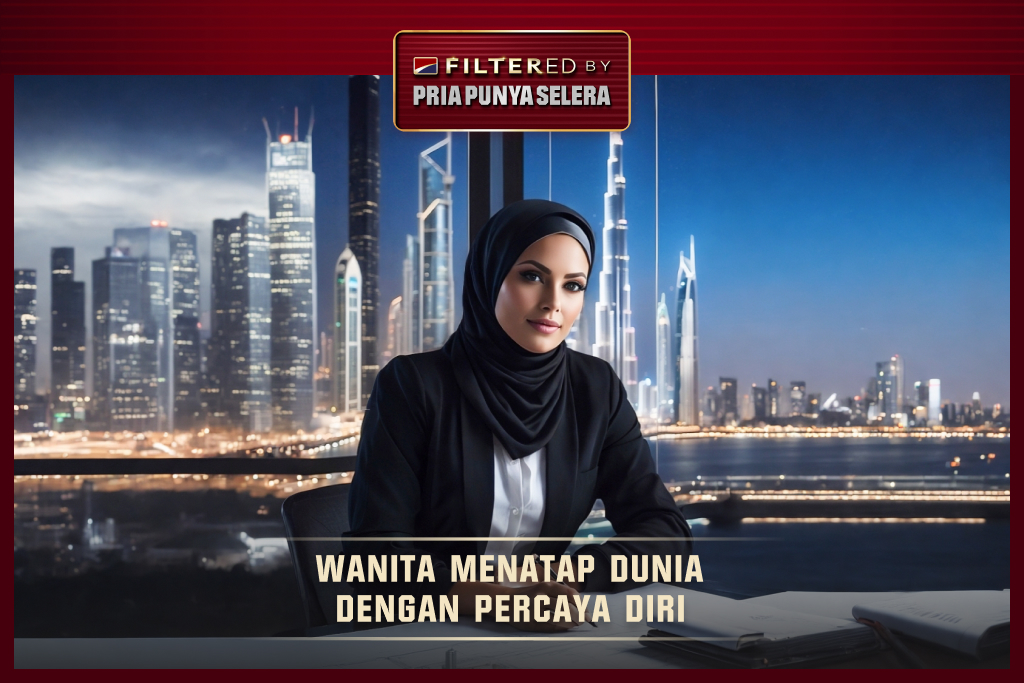 FILTERED BY
PRIA PUNYA SELERA
WANITA MENATAP DUNIA
DENGAN PERCAYA DIRI